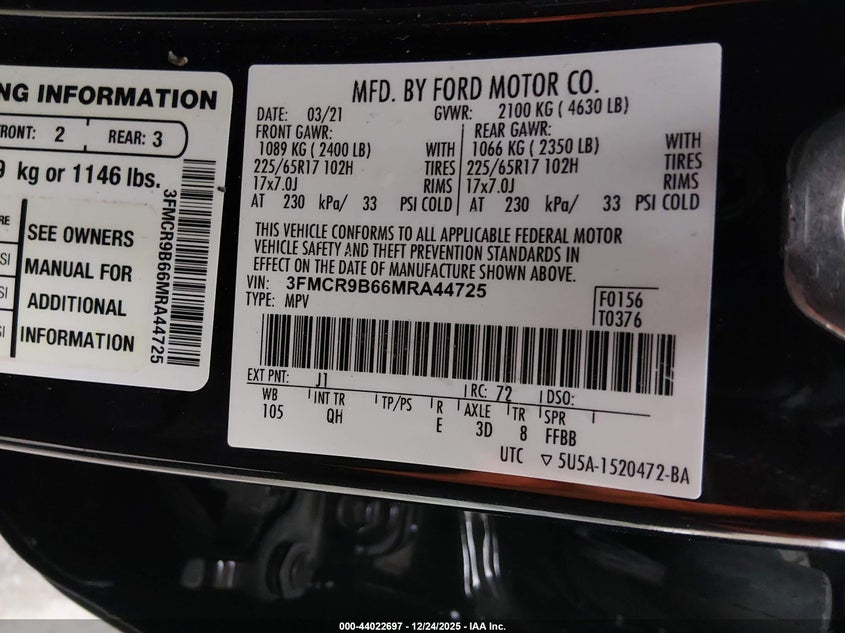 NG INFORMATION
FRONT: 2 REAR: 3
9 kg or 1146 lbs.
RE
SI SEE OWNERS
SI MANUAL FOR
SI ADDITIONAL
INFORMATION
3FMCR9B66MRA44725
MFD. BY FORD MOTOR CO.
DATE: 03/21 GVWR: 2100 KG ( 4630 LB)
FRONT GAWR: REAR GAWR:
1089 KG ( 2400 LB) WITH 1066 KG ( 2350 LB) WITH
225/65R17 102H TIRES 225/65R17 102H TIRES
17x7.0J RIMS 17x7.0J RIMS
AT 230 kPa/ 33 PSI COLD AT 230 kPa/ 33 PSI COLD
THIS VEHICLE CONFORMS TO ALL APPLICABLE FEDERAL MOTOR
VEHICLE SAFETY AND THEFT PREVENTION STANDARDS IN
EFFECT ON THE DATE OF MANUFACTURE SHOWN ABOVE.
VIN: 3FMCR9B66MRA44725
TYPE: MPV
F0156
T0376
EXT PNT: J1 RC: 72 DSO:
WB INT TR TP/PS R AXLE TR SPR
105 QH E 3D 8 FFBB
UTC ▽ 5U5A-1520472-BA
000-44022697 - 12/24/2025 - IAA Inc.